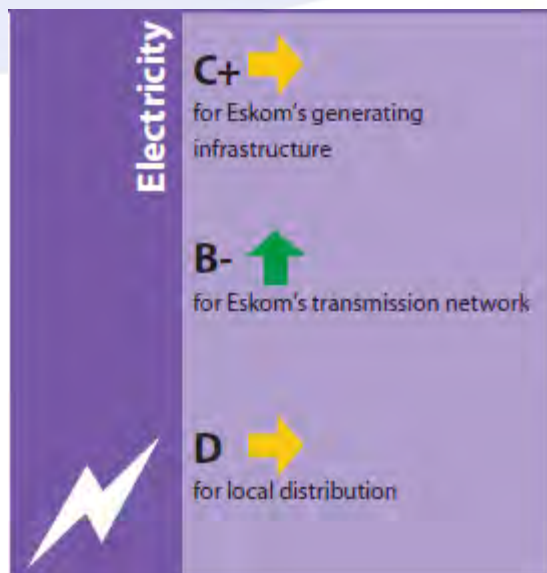 Electricity
C+
for Eskom's generating
infrastructure
B-
for Eskom's transmission network
D
for local distribution